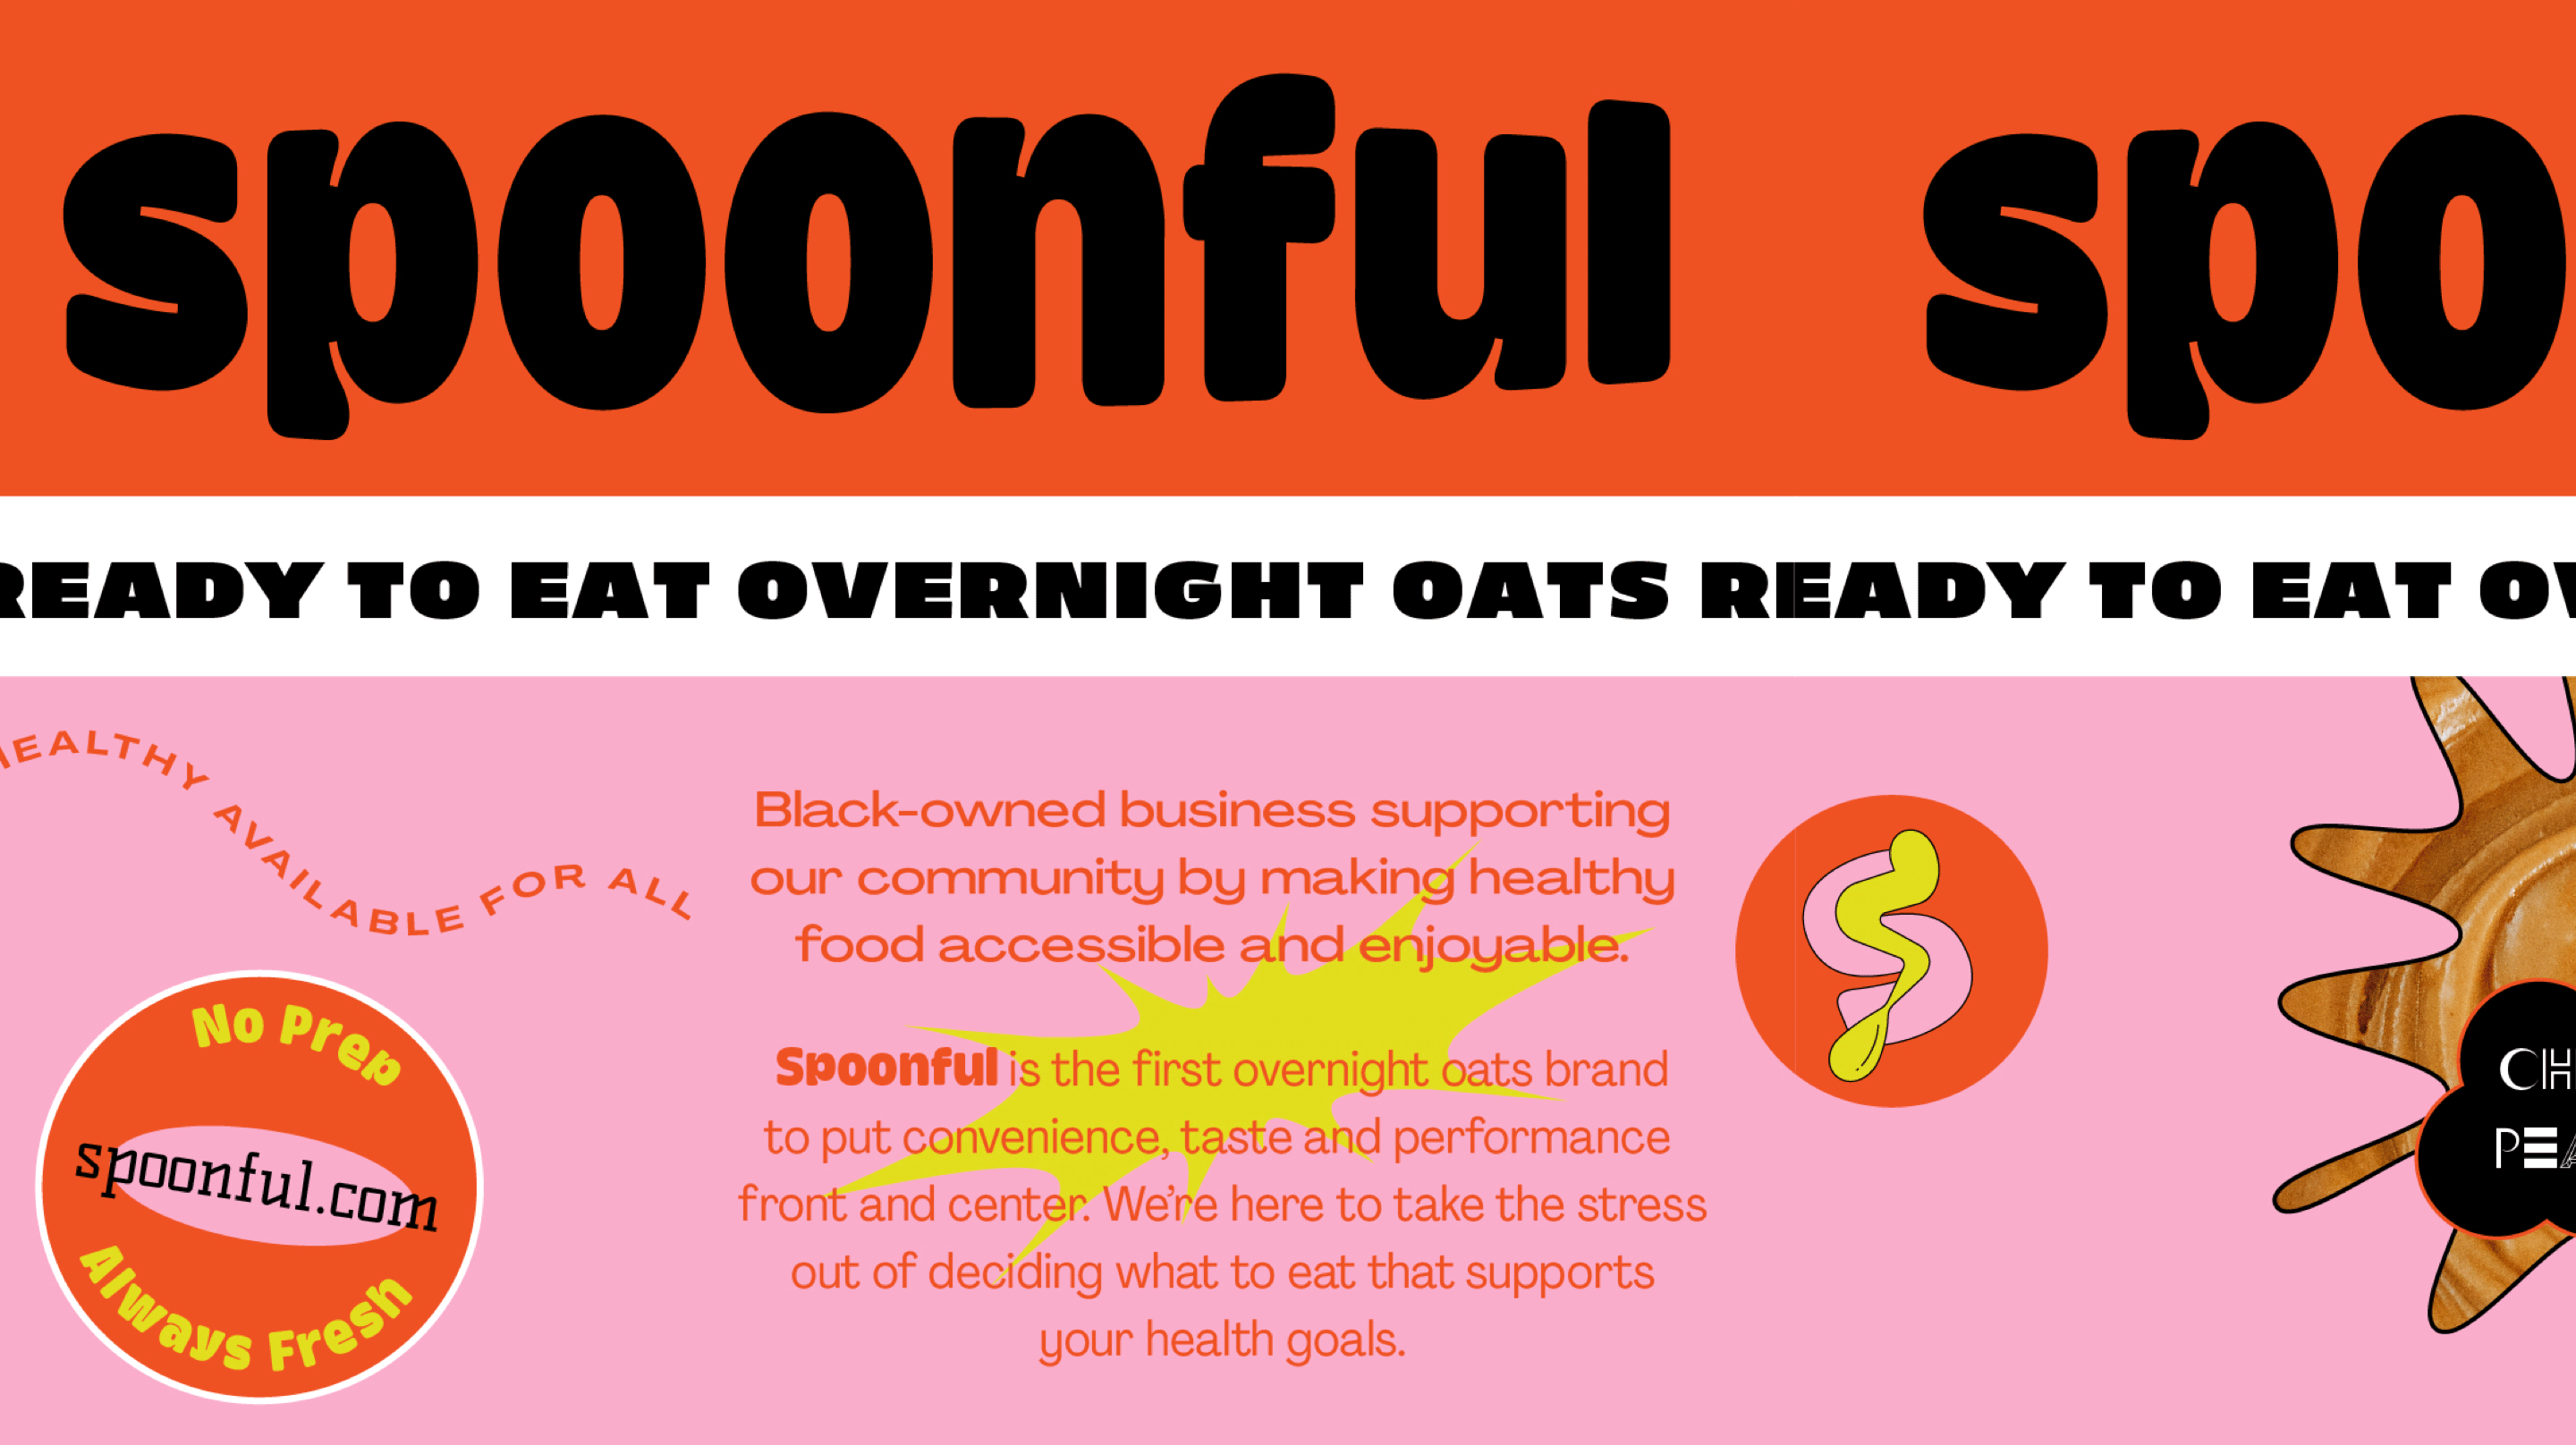 spoonful spo
READY TO EAT OVERNIGHT OATS READY TO EAT OV
HEALTHY AVAILABLE FOR ALL
Black-owned business supporting
our community by making healthy
food accessible and enjoyable.
Spoonful is the first overnight oats brand
to put convenience, taste and performance
front and center. We're here to take the stress
out of deciding what to eat that supports
your health goals.
No Prep
spoonful.com
Always Fresh
CH
PEA